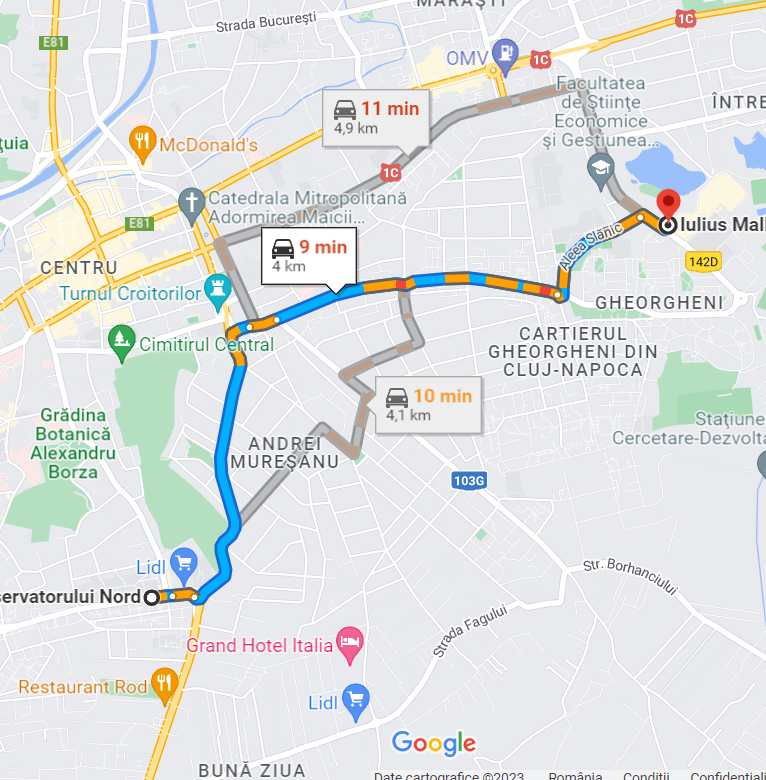 MĂRĂȘTI
Strada București
1C
E81
OMV
1C
Facultatea
de Științe
Economice
și Gestiunea...
ÎNTRE
11 min
4,9 km
McDonald's
1C
Catedrala Mitropolitană
Adormirea Maicii...
E81
Aleea Slănic
Iulius Mall
142D
9 min
4 km
CENTRU
Turnul Croitorilor
GHEORGHENI
Cimitirul Central
CARTIERUL
GHEORGHENI DIN
CLUJ-NAPOCA
10 min
4,1 km
Grădina
Botanică
Alexandru
Borza
ANDREI
MUREȘANU
Stațiune
Cercetare-Dezvolta
103G
Lidl
servatorului Nord
Str. Borhanciului
Strada Fagului
Grand Hotel Italia
Restaurant Rod
Lidl
Google
BUNĂ ZIUA
Date cartografice ©2023 România Condiții Confidențiali